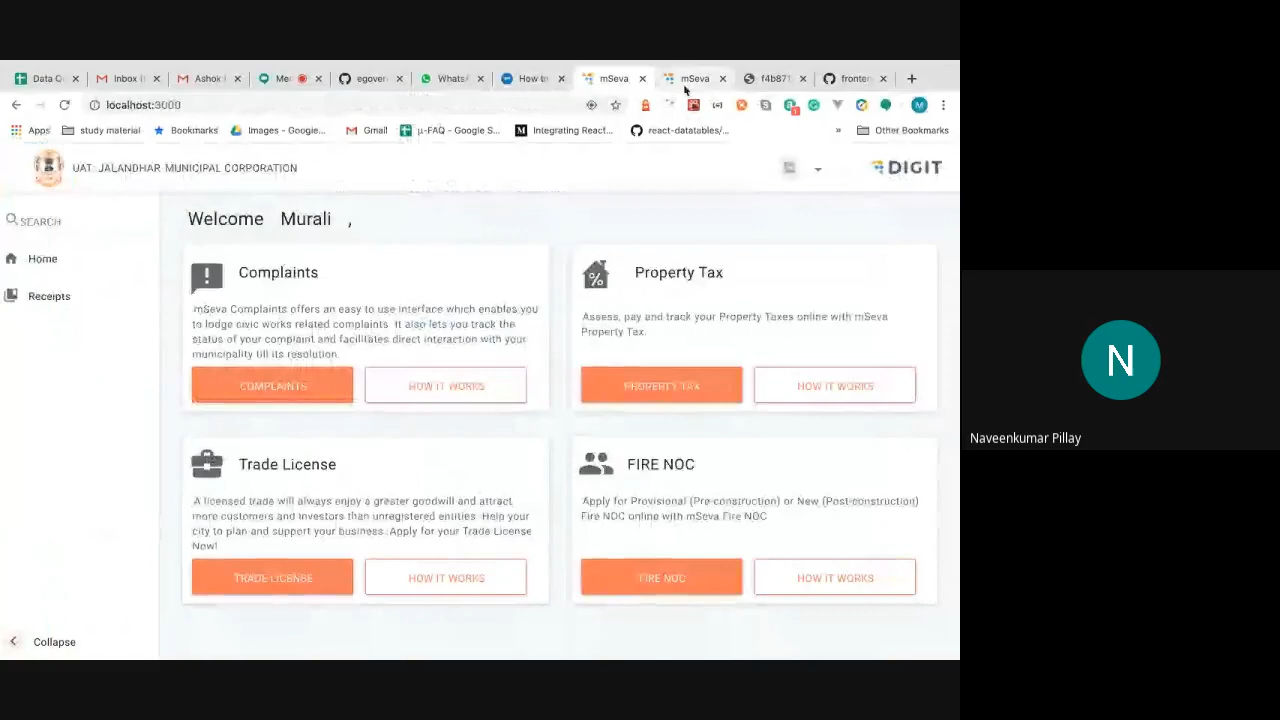 Data Q
Inbox (
Ashok
Me
egover
Whats/
How to
mSeva
mSeva
f4b871
fronten
localhost:3000
Apps
study material
Bookmarks
Images - Google...
Gmail
µ-FAQ - Google S...
Integrating React...
react-datatables/...
»
Other Bookmarks
UAT: JALANDHAR MUNICIPAL CORPORATION
DIGIT
SEARCH
Home
Receipts
Collapse
Welcome Murali ,
Complaints
mSeva Complaints offers an easy to use interface which enables you
to lodge civic works related complaints. It also lets you track the
status of your complaint and facilitates direct interaction with your
municipality till its resolution.
COMPLAINTS
HOW IT WORKS
Property Tax
Assess, pay and track your Property Taxes online with mSeva
Property Tax.
PROPERTY TAX
HOW IT WORKS
Trade License
A licensed trade will always enjoy a greater goodwill and attract
more customers and investors than unregistered entities. Help your
city to plan and support your business. Apply for your Trade License
Now!
TRADE LICENSE
HOW IT WORKS
FIRE NOC
Apply for Provisional (Pre-construction) or New (Post-construction)
Fire NOC online with mSeva Fire NOC
FIRE NOC
HOW IT WORKS
N
Naveenkumar Pillay